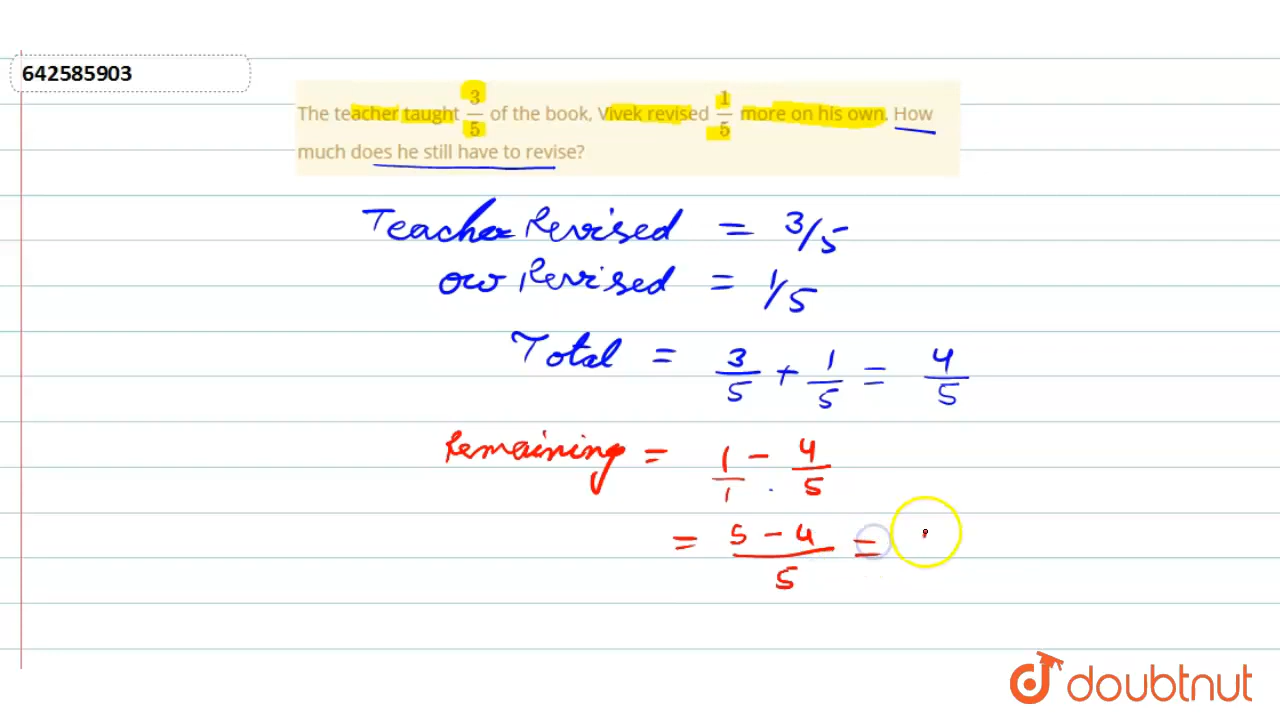 642585903
The teacher taught 3/5 of the book, Vivek revised 1/5 more on his own. How
much does he still have to revise?
Teacher Revised = 3/5
own Revised = 1/5
Total = 3/5 + 1/5 = 4/5
Remaining = 1/1 - 4/5
= 5 - 4/5 =
doubtnut